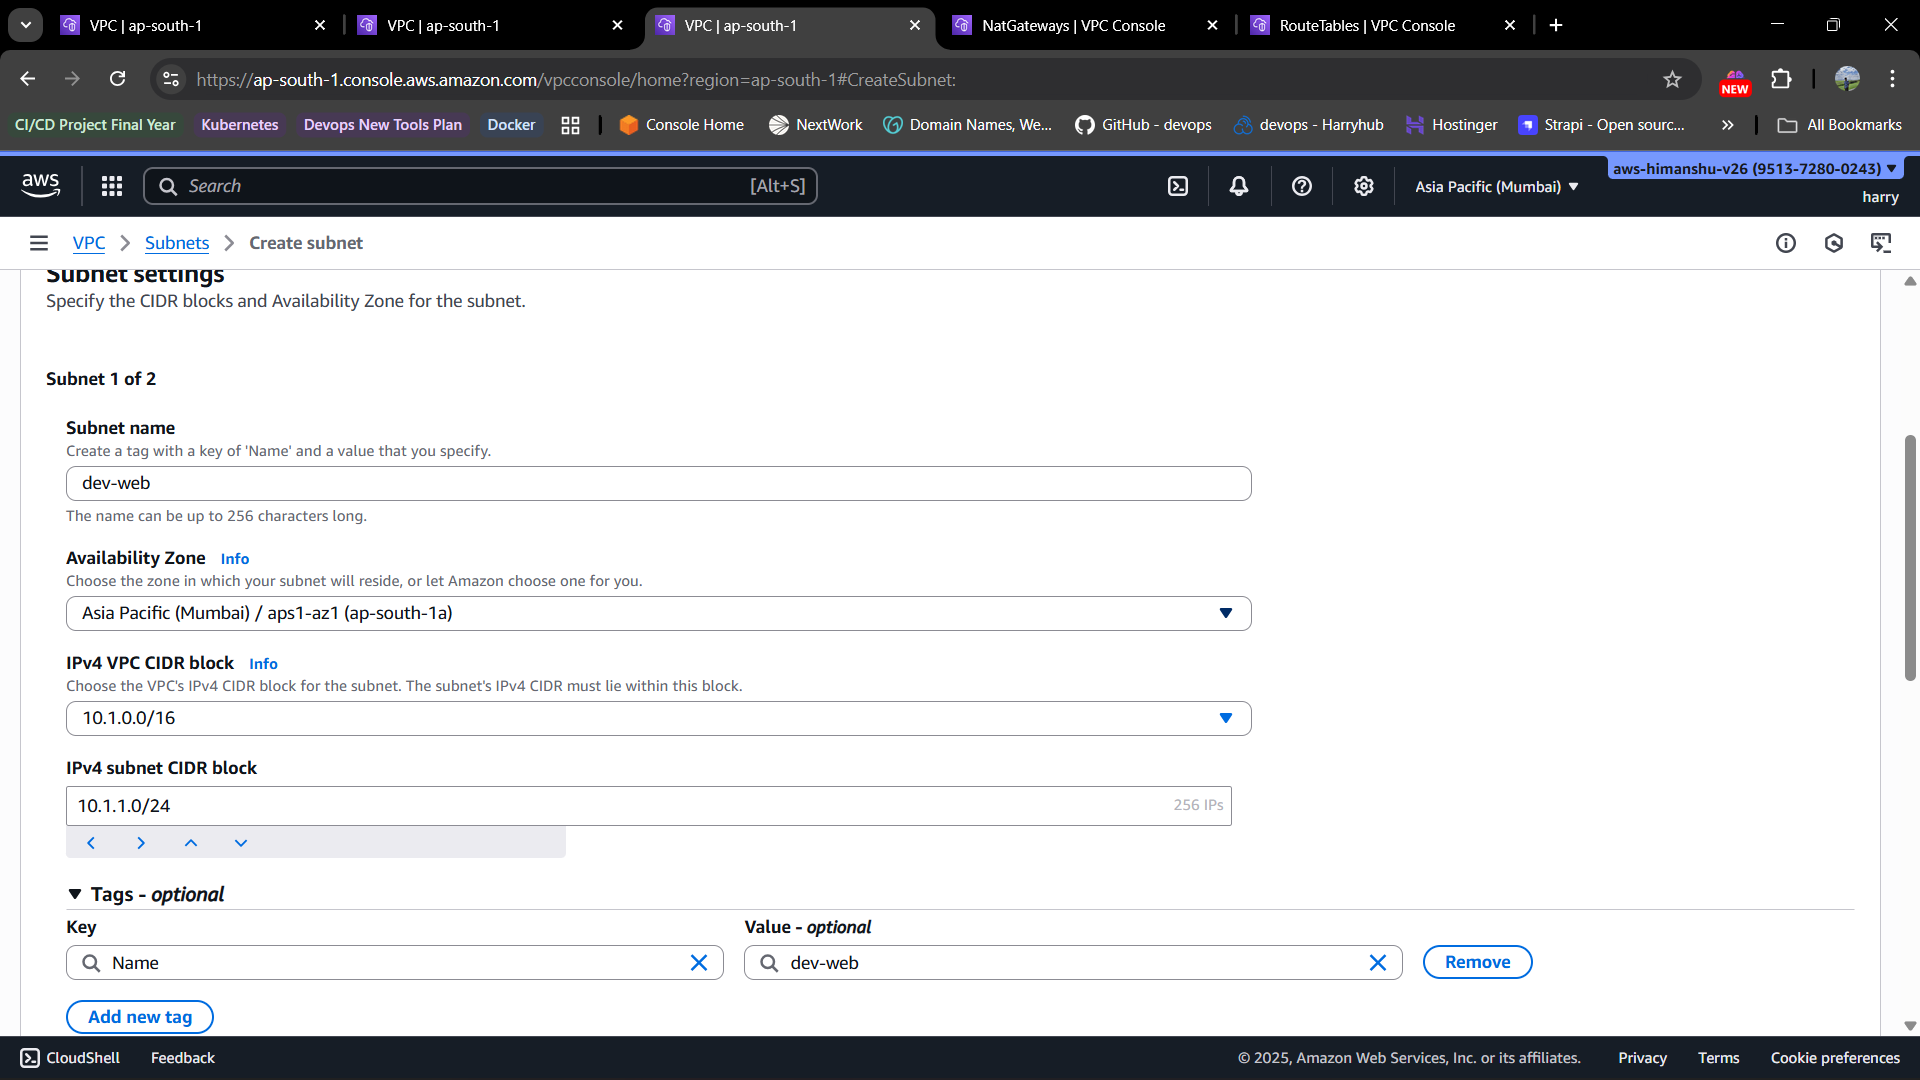 VPC | ap-south-1
VPC | ap-south-1
VPC | ap-south-1
NatGateways | VPC Console
RouteTables | VPC Console
https://ap-south-1.console.aws.amazon.com/vpcconsole/home?region=ap-south-1#CreateSubnet:
NEW
CI/CD Project Final Year
Kubernetes
Devops New Tools Plan
Docker
Console Home
NextWork
Domain Names, We...
GitHub - devops
devops - Harryhub
Hostinger
Strapi - Open sourc...
All Bookmarks
aws
Search
[Alt+S]
Asia Pacific (Mumbai)
aws-himanshu-v26 (9513-7280-0243)
harry
VPC
Subnets
Create subnet
Subnet settings
Specify the CIDR blocks and Availability Zone for the subnet.
Subnet 1 of 2
Subnet name
Create a tag with a key of 'Name' and a value that you specify.
dev-web
The name can be up to 256 characters long.
Availability Zone Info
Choose the zone in which your subnet will reside, or let Amazon choose one for you.
Asia Pacific (Mumbai) / aps1-az1 (ap-south-1a)
IPv4 VPC CIDR block Info
Choose the VPC's IPv4 CIDR block for the subnet. The subnet's IPv4 CIDR must lie within this block.
10.1.0.0/16
IPv4 subnet CIDR block
10.1.1.0/24
256 IPs
Tags - optional
Key
Value - optional
Name
dev-web
Remove
Add new tag
CloudShell
Feedback
© 2025, Amazon Web Services, Inc. or its affiliates.
Privacy
Terms
Cookie preferences